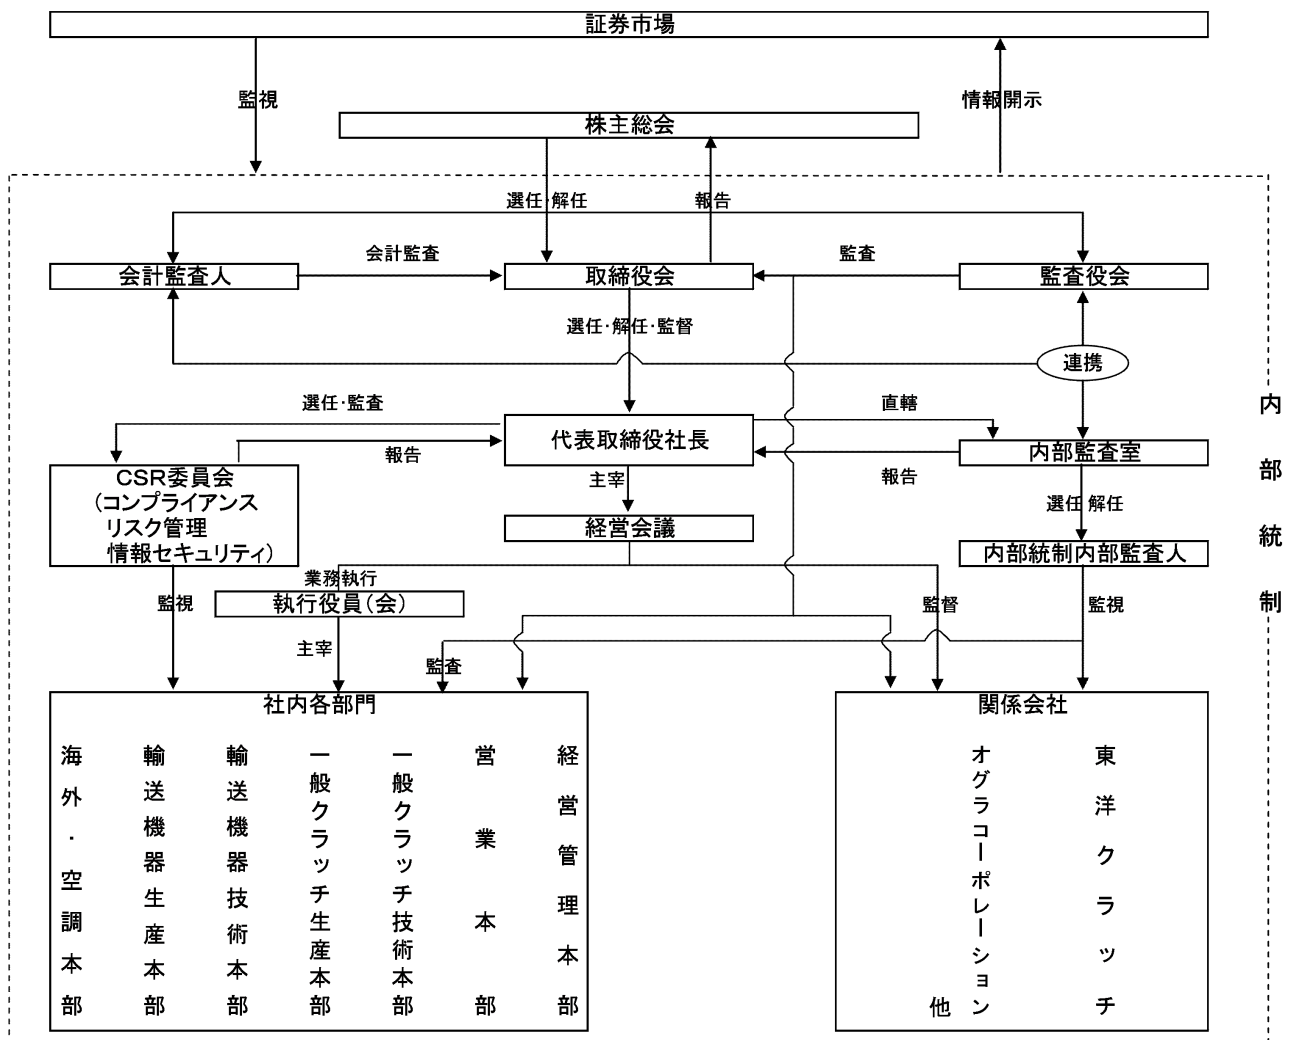 証券市場
監視
情報開示
株主総会
選任・解任
報告
会計監査
監査
会計監査人
取締役会
監査役会
選任・解任・監督
連携
選任・監査
直轄
代表取締役社長
報告
内部監査室
報告
CSR委員会
(コンプライアンス
リスク管理
情報セキュリティ)
主宰
経営会議
選任 解任
内部統制内部監査人
業務執行
執行役員(会)
監視
監督
監視
主宰
監査
内部統制
社内各部門
海外・空調本部
輸送機器生産本部
輸送機器技術本部
一般クラッチ生産本部
一般クラッチ技術本部
営業本部
経営管理本部
関係会社
東洋クラッチ
オグラコーポレーション
他